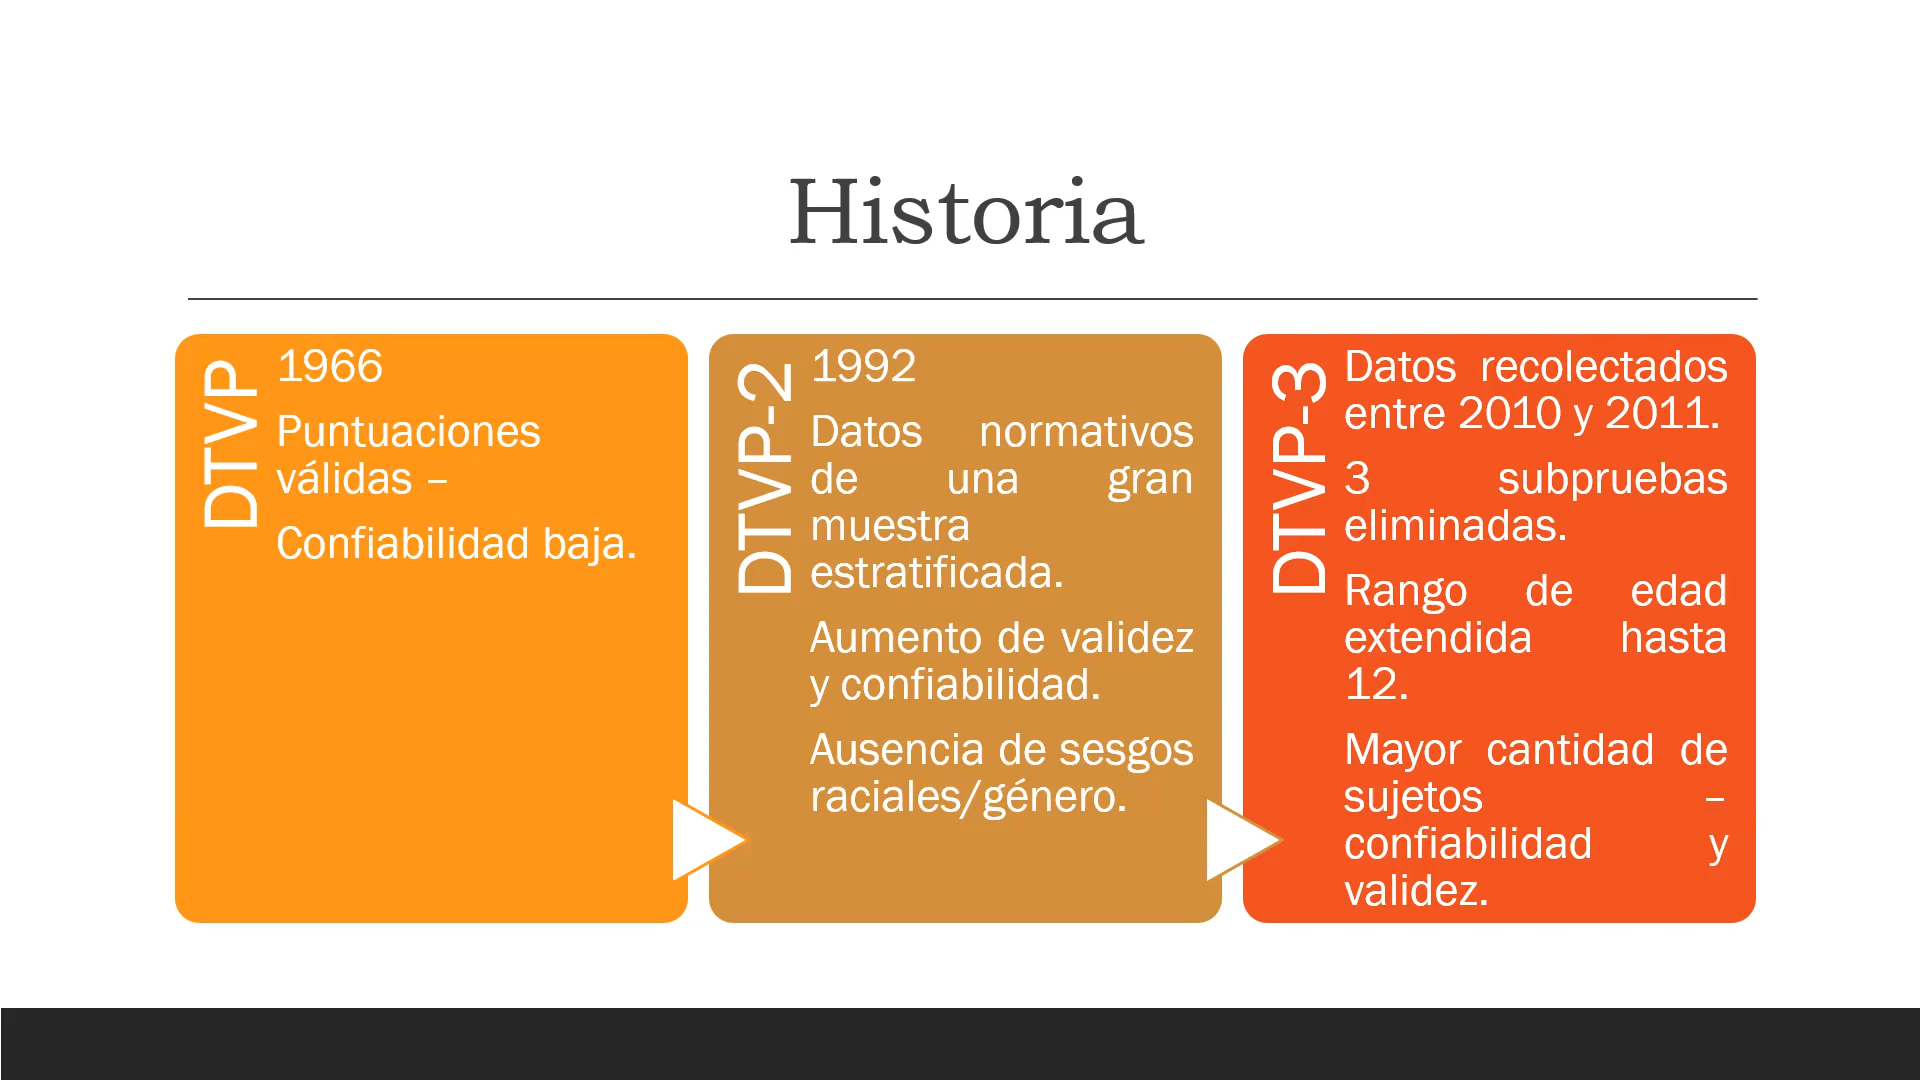 Historia
DTVP
1966
Puntuaciones
válidas –
Confiabilidad baja.
DTVP-2
1992
Datos normativos
de una gran
muestra
estratificada.
Aumento de validez
y confiabilidad.
Ausencia de sesgos
raciales/género.
DTVP-3
Datos recolectados
entre 2010 y 2011.
3 subpruebas
eliminadas.
Rango de edad
extendida hasta
12.
Mayor cantidad de
sujetos –
confiabilidad y
validez.